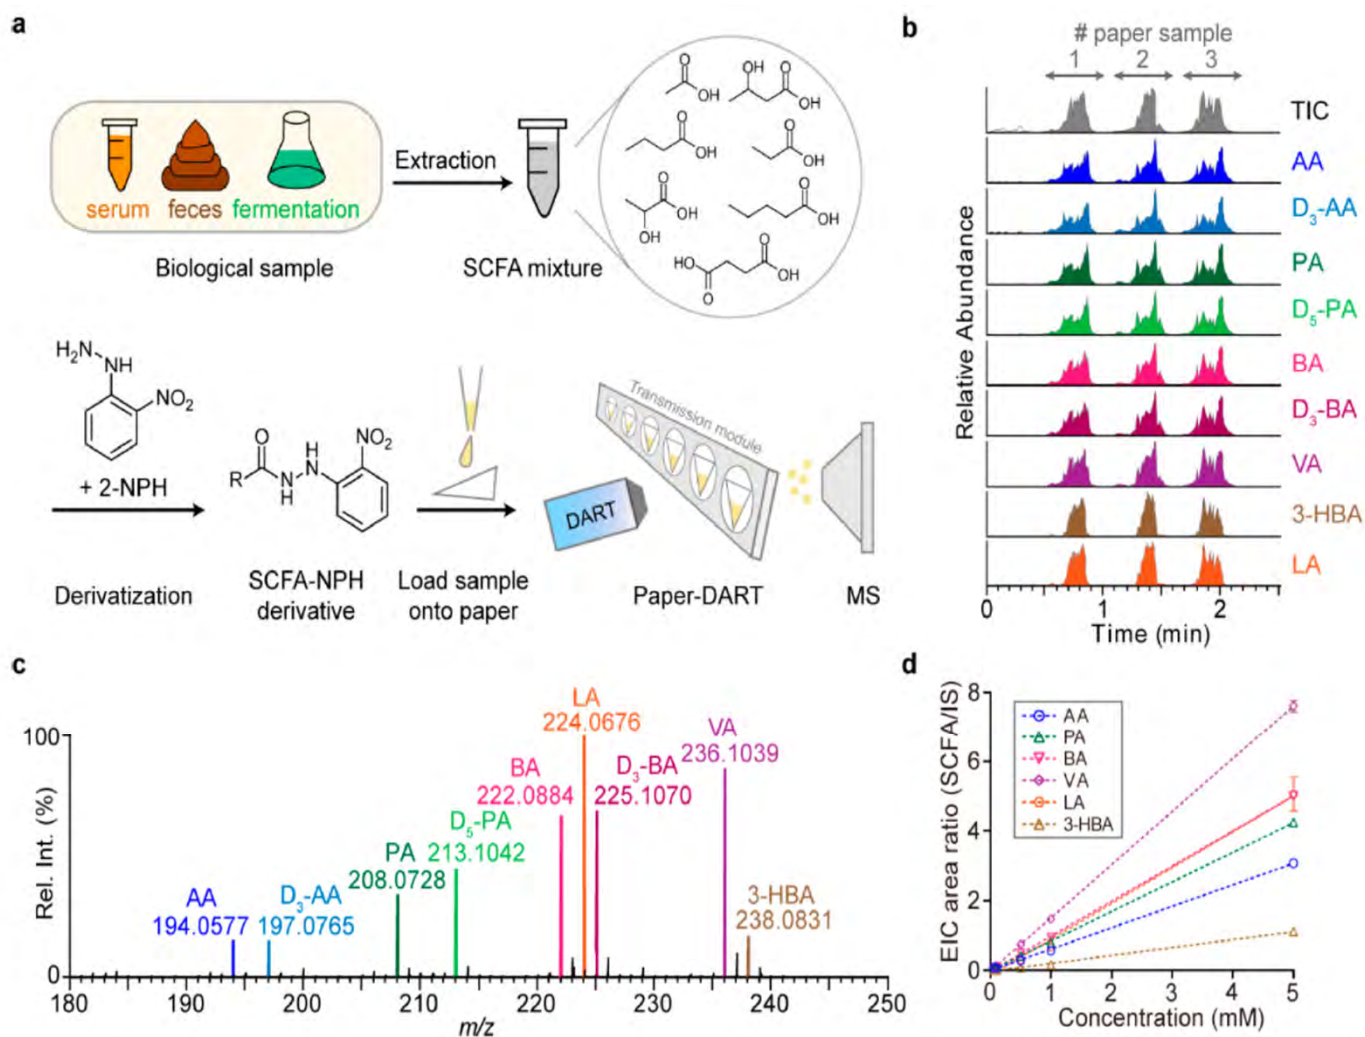 a
serum feces fermentation
Biological sample
Extraction
SCFA mixture
O
OH
OH O
OH
O
OH
O
OH
O
OH
OH
O
OH
O
HO
OH
O
H₂N
NH
NO₂
+ 2-NPH
Derivatization
O
R
N
H
H
N
NO₂
SCFA-NPH
derivative
Load sample
onto paper
Transmission module
DART
Paper-DART
MS
b
# paper sample
1 2 3
TIC
AA
D₃-AA
PA
D₅-PA
BA
D₃-BA
VA
3-HBA
LA
Relative Abundance
0 1 2
Time (min)
c
Rel. Int. (%)
100
0
AA
194.0577
D₃-AA
197.0765
PA
208.0728
D₅-PA
213.1042
BA
222.0884
LA
224.0676
D₃-BA
225.1070
VA
236.1039
3-HBA
238.0831
180 190 200 210 220 230 240 250
m/z
d
EIC area ratio (SCFA/IS)
8
6
4
2
0
AA
PA
BA
VA
LA
3-HBA
0 1 2 3 4 5
Concentration (mM)